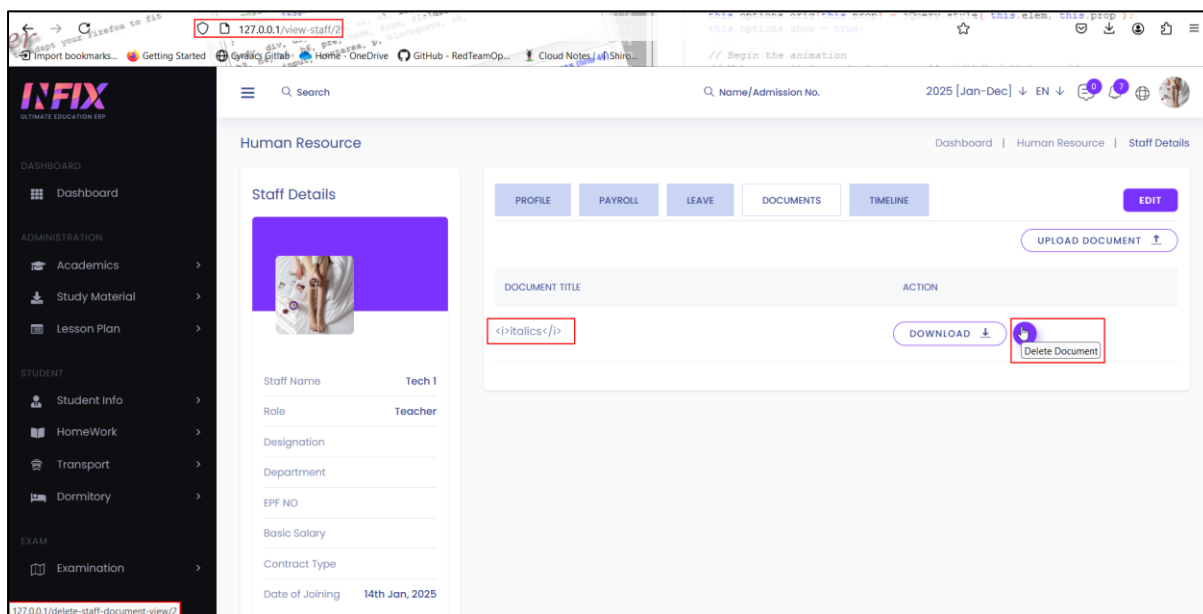 127.0.0.1/view-staff/2
Import bookmarks... Getting Started Gyrdacs Gitlab Home - OneDrive GitHub - RedTeamOp... Cloud Notes
// Begin the animation
INFIX
ULTIMATE EDUCATION ERP
Search
Name/Admission No.
2025 [Jan-Dec] EN 0 7
Human Resource
Dashboard | Human Resource | Staff Details
DASHBOARD
Dashboard
ADMINISTRATION
Academics
Study Material
Lesson Plan
STUDENT
Student Info
HomeWork
Transport
Dormitory
EXAM
Examination
127.0.0.1/delete-staff-document-view/2
Staff Details
Staff Name Tech 1
Role Teacher
Designation
Department
EPF NO
Basic Salary
Contract Type
Date of Joining 14th Jan, 2025
PROFILE PAYROLL LEAVE DOCUMENTS TIMELINE EDIT
UPLOAD DOCUMENT
DOCUMENT TITLE ACTION
<i>italics</i> DOWNLOAD
Delete Document